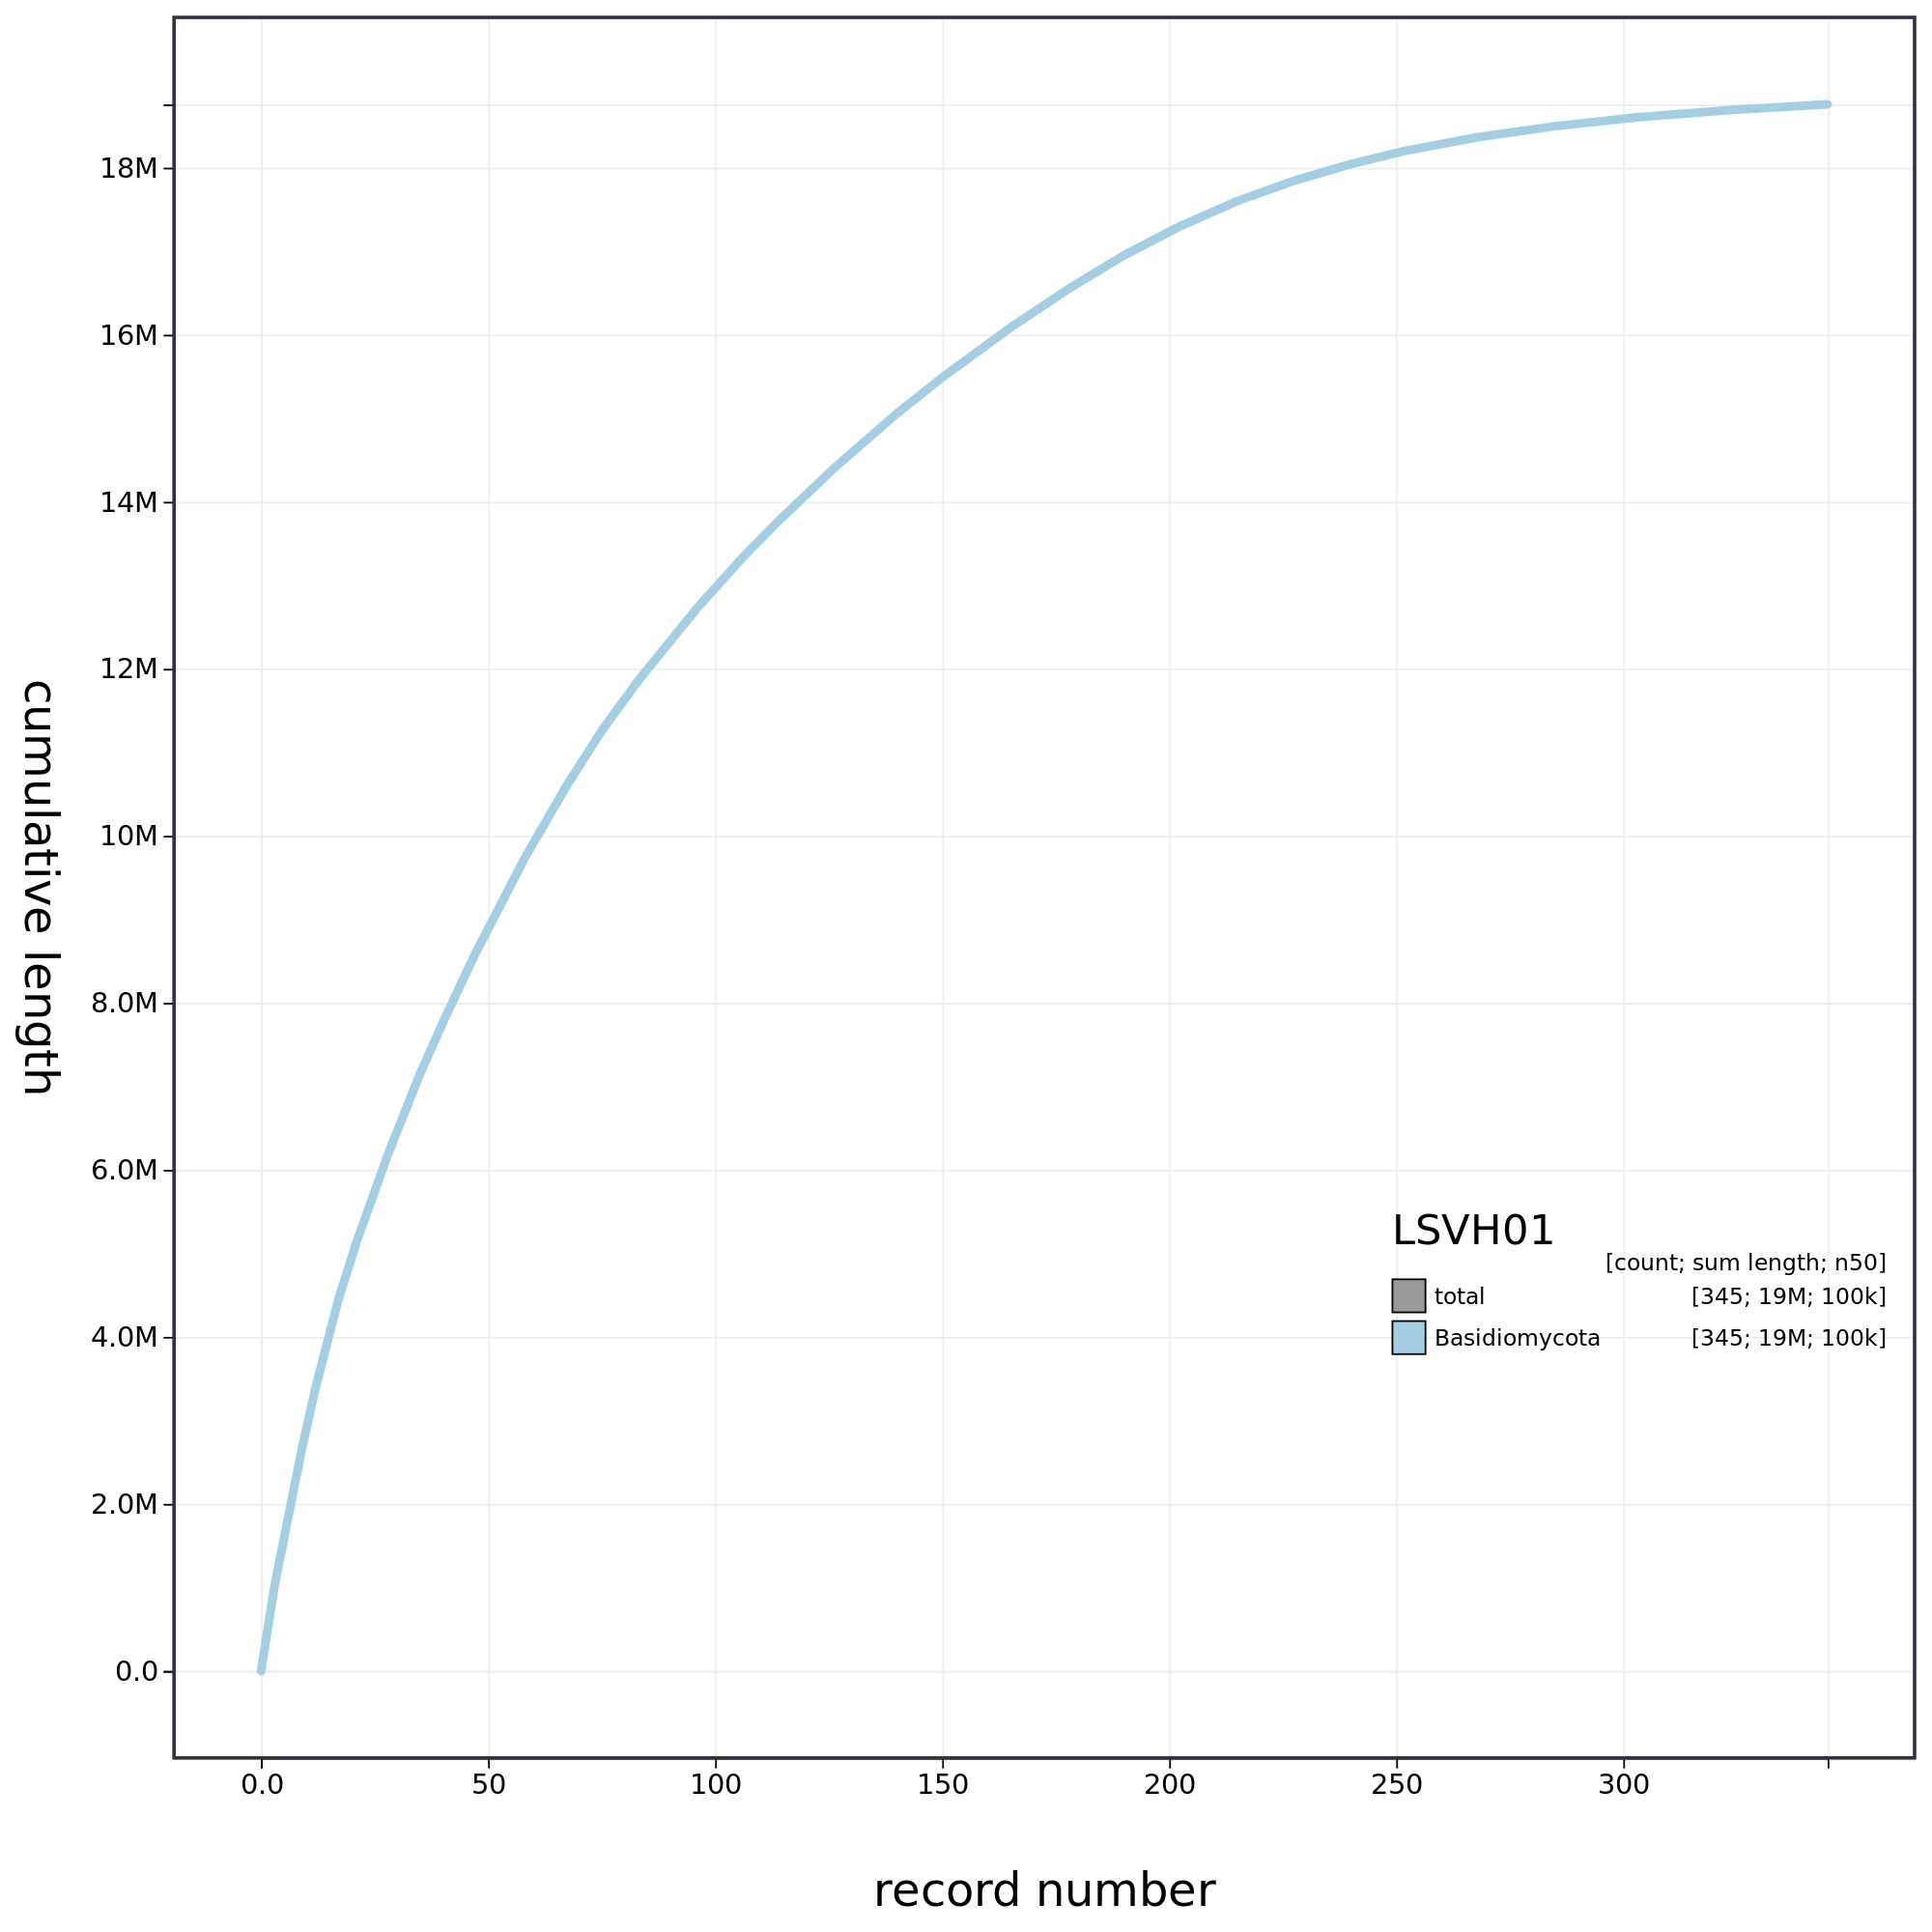 cumulative length
18M
16M
14M
12M
10M
8.0M
6.0M
4.0M
2.0M
0.0
LSVH01
[count; sum length; n50]
total [345; 19M; 100k]
Basidiomycota [345; 19M; 100k]
0.0 50 100 150 200 250 300
record number